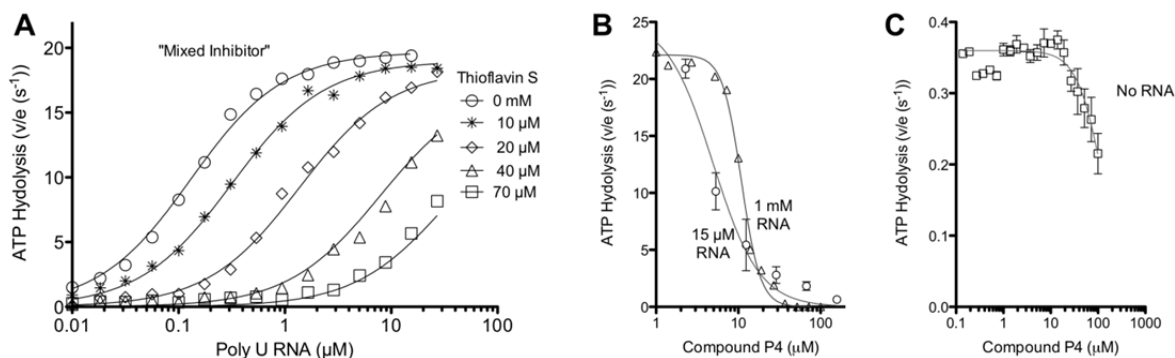 A
ATP Hydolysis (v/e (s⁻¹))
20
15
10
5
0
0.01
0.1
1
10
100
Poly U RNA (µM)
"Mixed Inhibitor"
Thioflavin S
0 mM
10 µM
20 µM
40 µM
70 µM
B
ATP Hydolysis (v/e (s⁻¹))
25
20
15
10
5
0
1
10
100
Compound P4 (µM)
15 µM
RNA
1 mM
RNA
C
ATP Hydolysis (v/e (s⁻¹))
0.4
0.3
0.2
0.1
0.0
0.1
1
10
100
1000
Compound P4 (µM)
No RNA